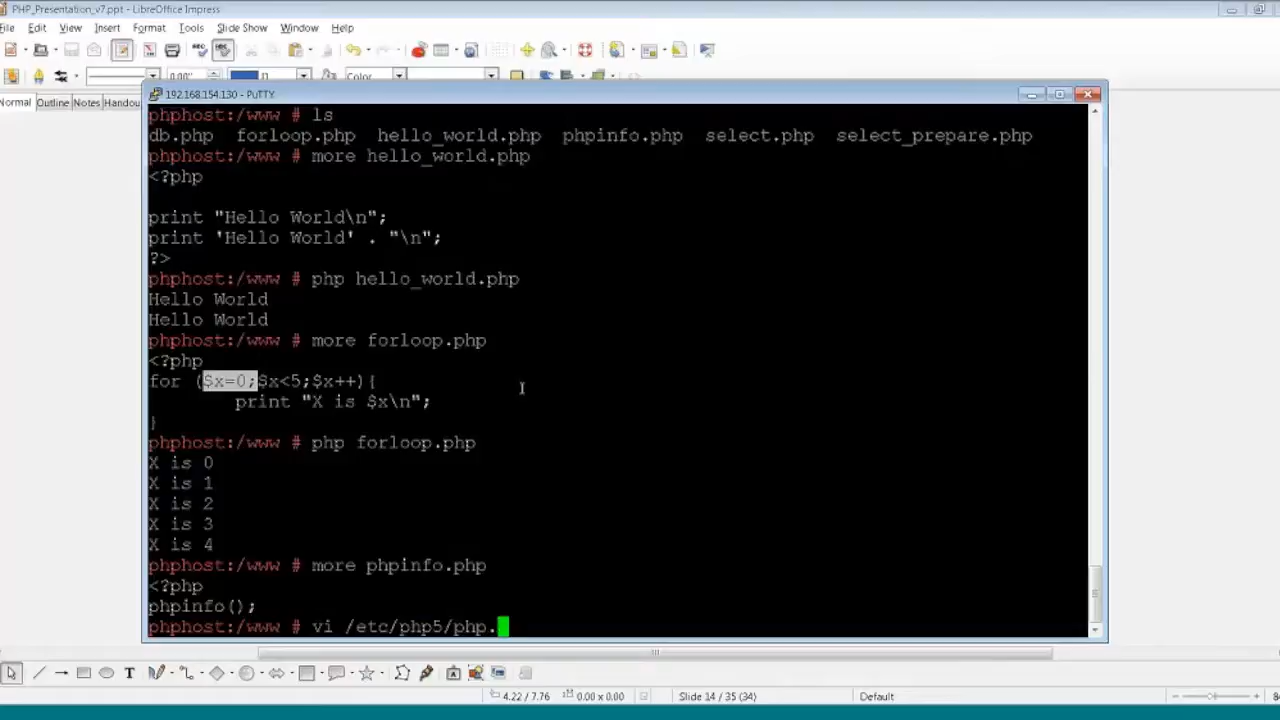 PHP_Presentation_v7.ppt - LibreOffice Impress
File Edit View Insert Format Tools Slide Show Window Help
0.00" Color
Normal Outline Notes Handou
192.168.154.130 - PuTTY
phphost:/www # ls
db.php forloop.php hello_world.php phpinfo.php select.php select_prepare.php
phphost:/www # more hello_world.php
<?php
print "Hello World\n";
print 'Hello World' . "\n";
?>
phphost:/www # php hello_world.php
Hello World
Hello World
phphost:/www # more forloop.php
<?php
for ($x=0;$x<5;$x++){
print "X is $x\n";
}
phphost:/www # php forloop.php
X is 0
X is 1
X is 2
X is 3
X is 4
phphost:/www # more phpinfo.php
<?php
phpinfo();
phphost:/www # vi /etc/php5/php.
4.22 / 7.76 0.00 x 0.00 Slide 14 / 35 (34) Default